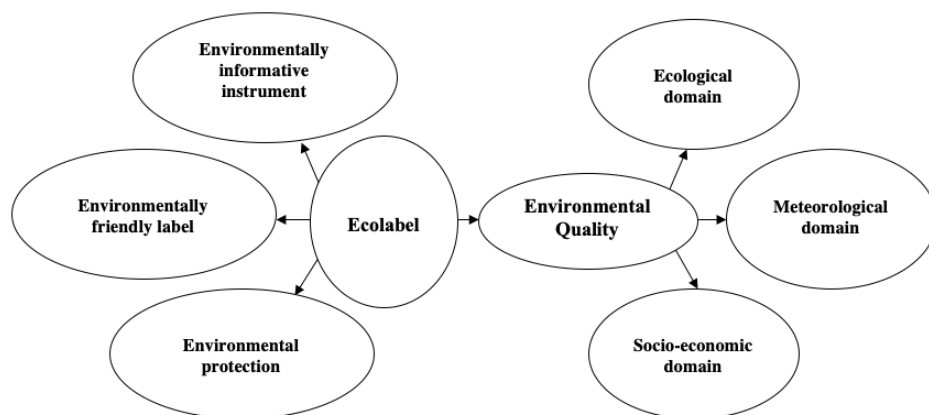 Environmentally
informative
instrument
Ecological
domain
Environmentally
friendly label
Ecolabel
Environmental
Quality
Meteorological
domain
Environmental
protection
Socio-economic
domain